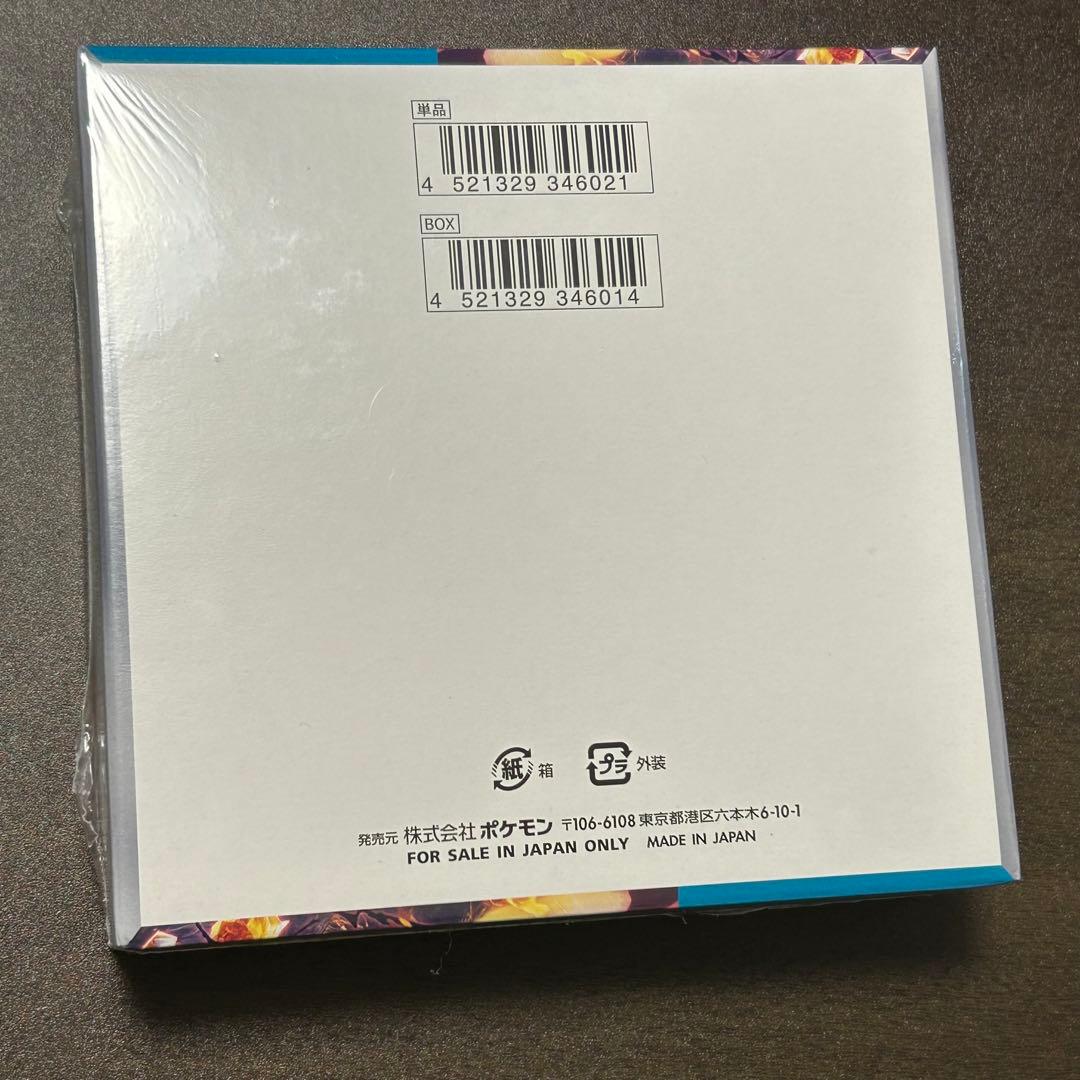 単品
4 521329 346021
BOX
4 521329 346014
紙 箱 プラ 外装
発売元 株式会社 ポケモン 〒106-6108 東京都港区六本木6-10-1
FOR SALE IN JAPAN ONLY MADE IN JAPAN